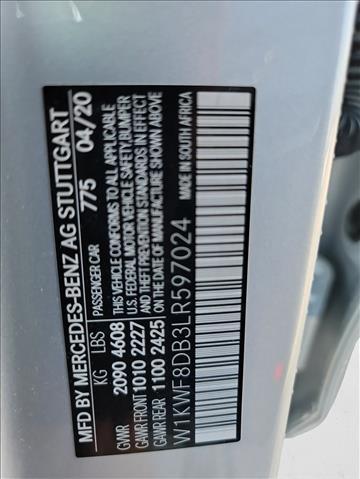 MFD BY MERCEDES-BENZ AG STUTTGART
PASSENGER CAR 775 04/20
KG LBS
GVWR 2090 4608
GAWR FRONT 1010 2227
GAWR REAR 1100 2425
THIS VEHICLE CONFORMS TO ALL APPLICABLE
U.S. FEDERAL MOTOR VEHICLE SAFETY, BUMPER
AND THEFT PREVENTION STANDARDS IN EFFECT
ON THE DATE OF MANUFACTURE SHOWN ABOVE
W1KWF8DB3LR597024
MADE IN SOUTH AFRICA